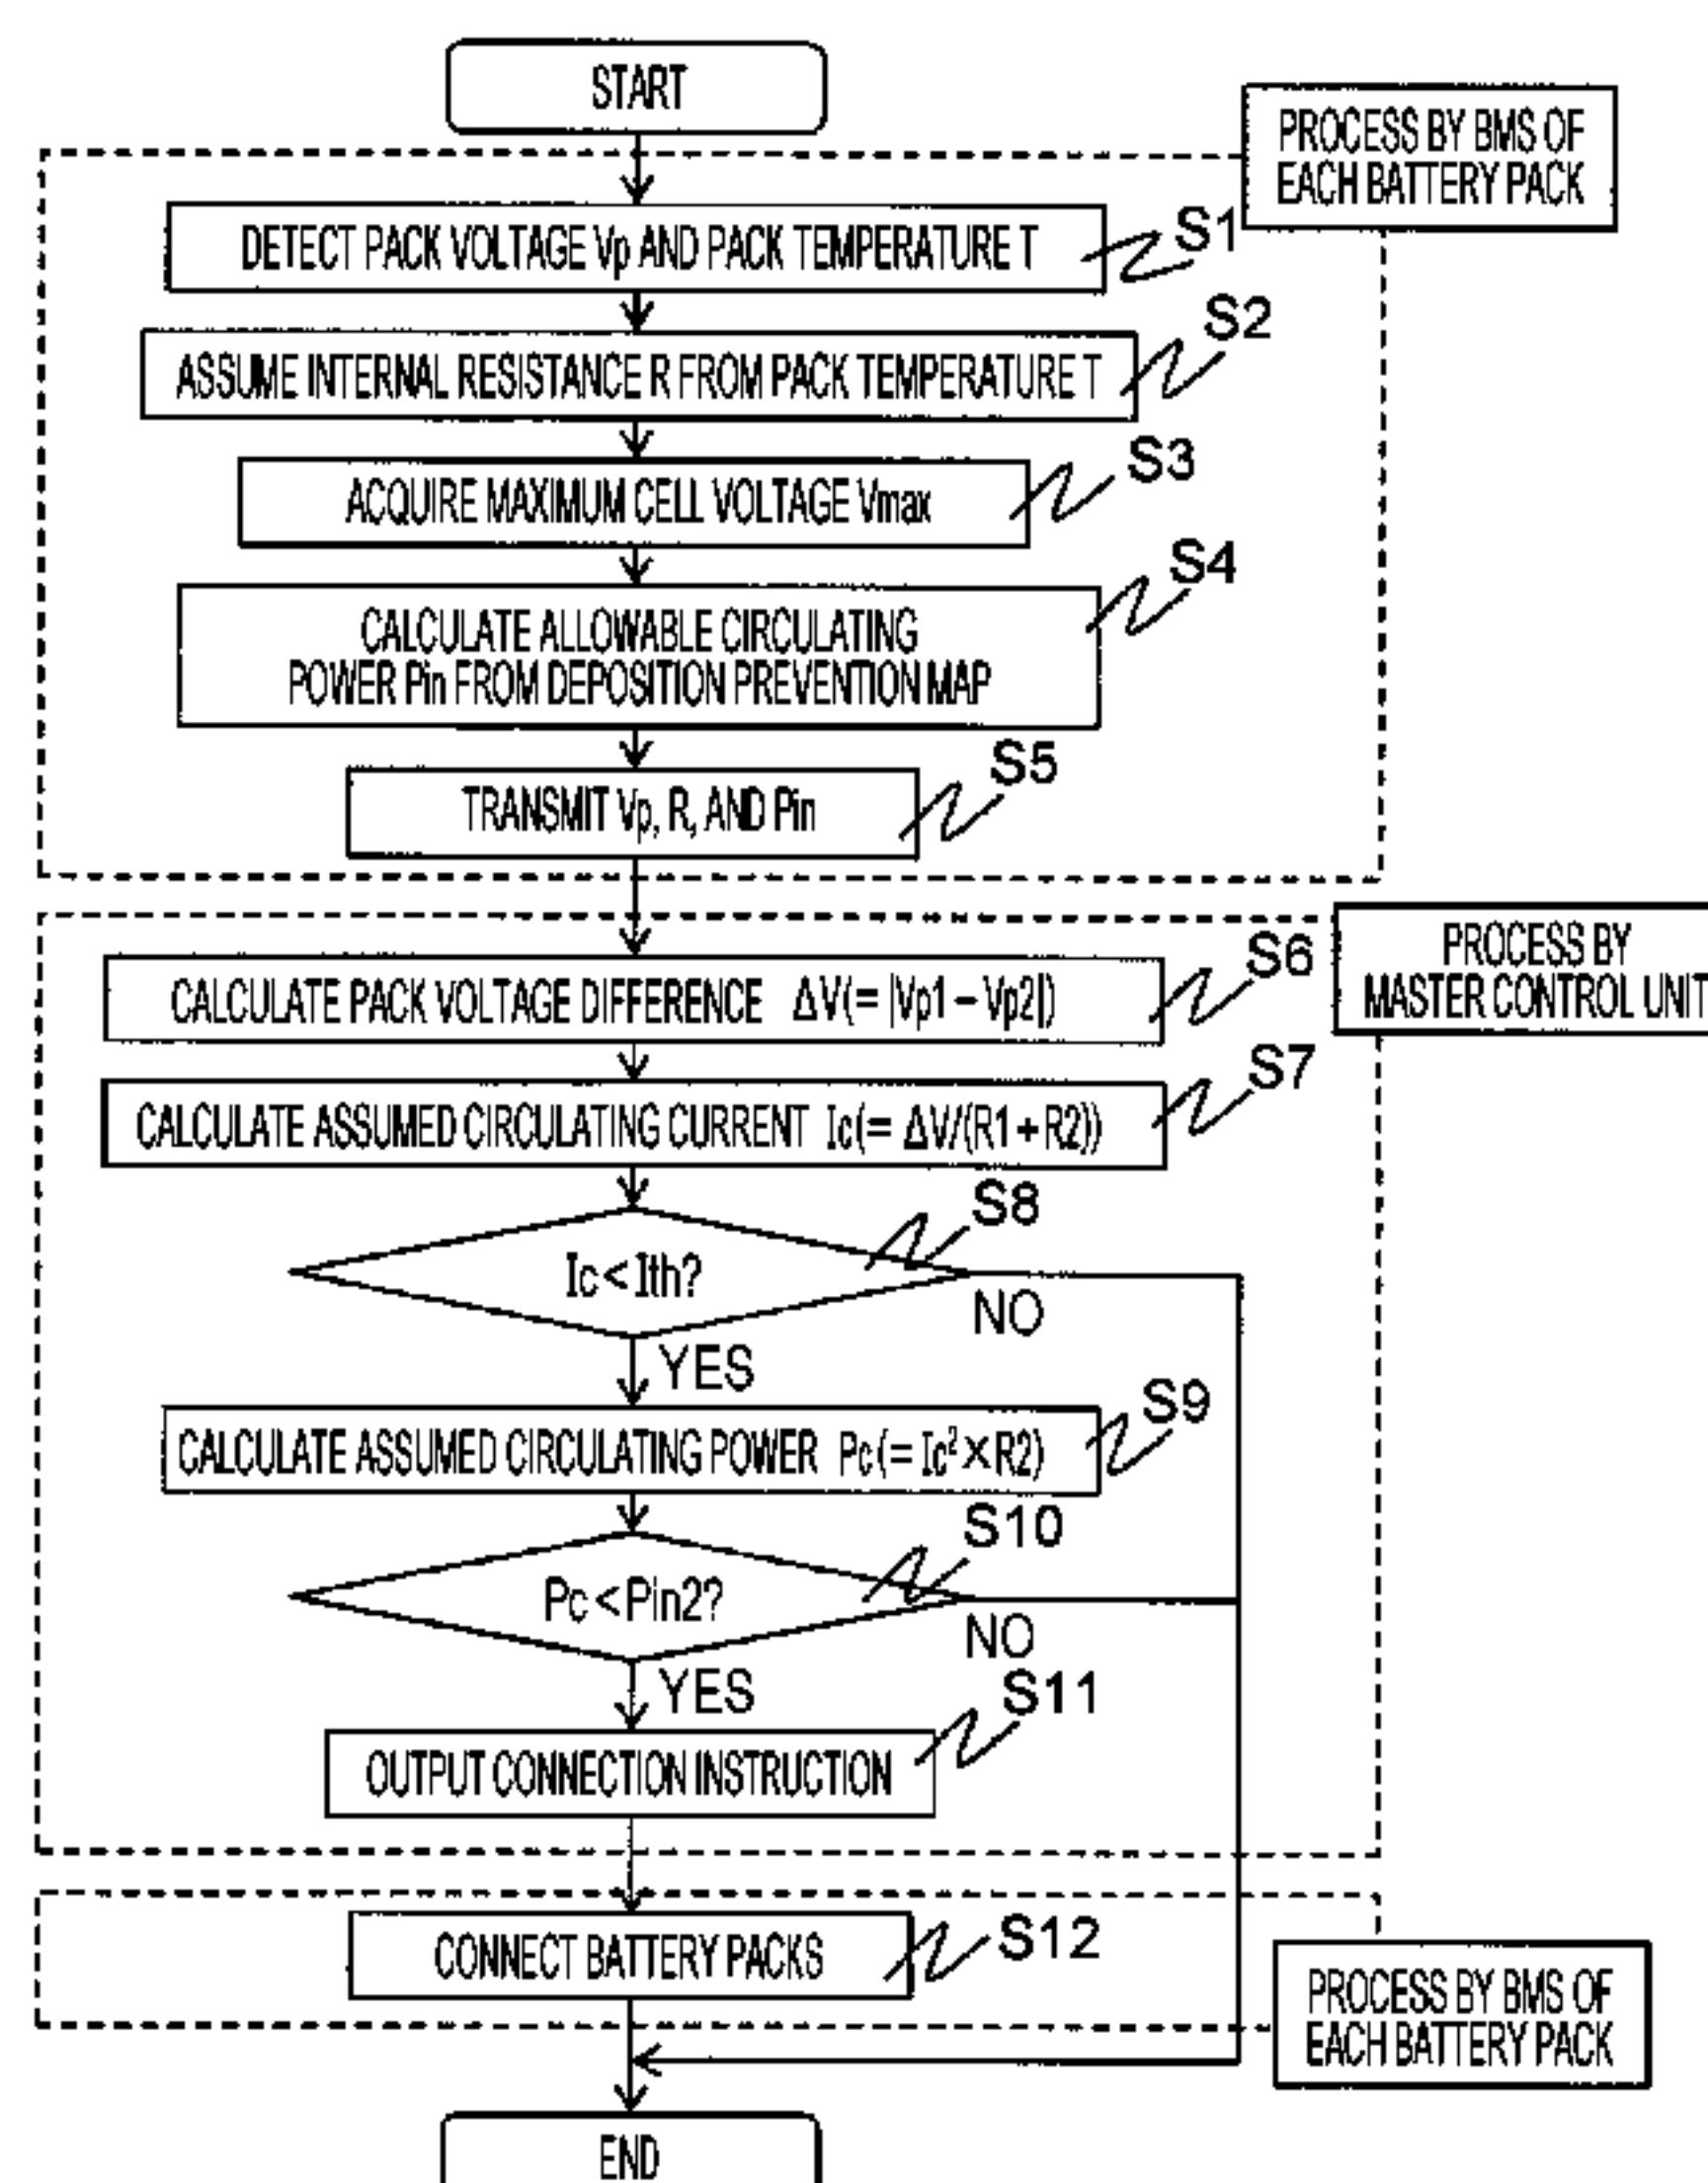 START
PROCESS BY BMS OF
EACH BATTERY PACK
DETECT PACK VOLTAGE Vp AND PACK TEMPERATURE T
S1
ASSUME INTERNAL RESISTANCE R FROM PACK TEMPERATURE T
S2
ACQUIRE MAXIMUM CELL VOLTAGE Vmax
S3
CALCULATE ALLOWABLE CIRCULATING
POWER Pin FROM DEPOSITION PREVENTION MAP
S4
TRANSMIT Vp, R, AND Pin
S5
PROCESS BY
MASTER CONTROL UNIT
CALCULATE PACK VOLTAGE DIFFERENCE ΔV(= |Vp1 − Vp2|)
S6
CALCULATE ASSUMED CIRCULATING CURRENT Ic(= ΔV/(R1 + R2))
S7
Ic < Ith?
S8
NO
YES
CALCULATE ASSUMED CIRCULATING POWER Pc(= Ic² × R2)
S9
Pc < Pin2?
S10
NO
YES
OUTPUT CONNECTION INSTRUCTION
S11
CONNECT BATTERY PACKS
S12
PROCESS BY BMS OF
EACH BATTERY PACK
END